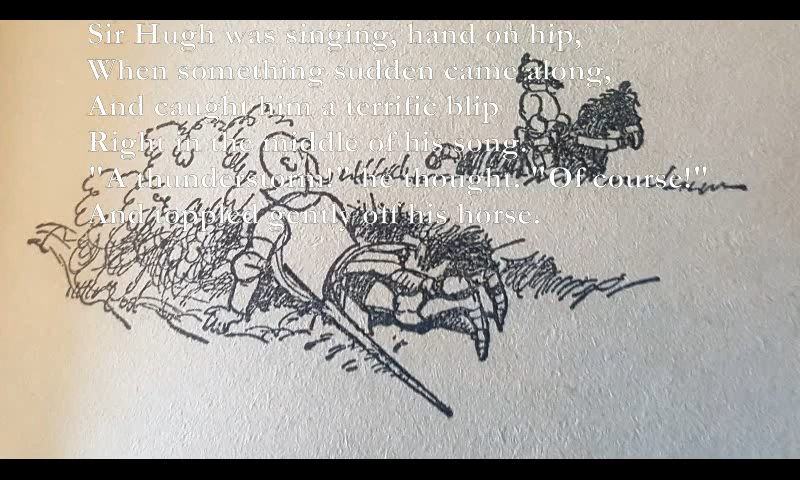 Sir Hugh was singing, hand on hip,
When something sudden came along,
And caught him a terrific blip
Right in the middle of his song.
"A thunderstorm!" he thought. "Of course!"
And toppled gently off his horse.